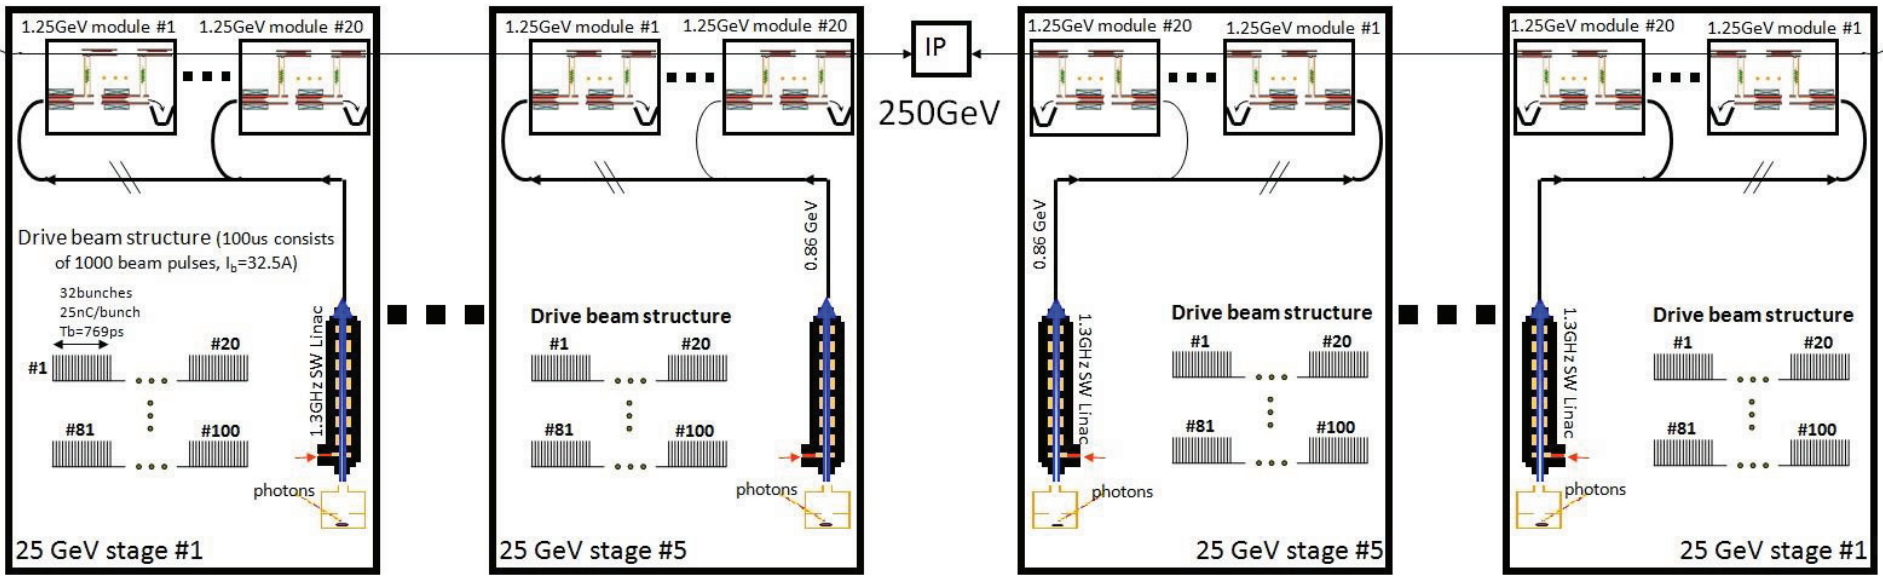 1.25GeV module #1
1.25GeV module #20
Drive beam structure (100us consists
of 1000 beam pulses, Ib=32.5A)
32bunches
25nC/bunch
Tb=769ps
#1
#20
#81
#100
1.3GHz SW Linac
photons
25 GeV stage #1
1.25GeV module #1
1.25GeV module #20
0.86 GeV
Drive beam structure
#1
#20
#81
#100
photons
25 GeV stage #5
IP
250GeV
1.25GeV module #20
1.25GeV module #1
0.86 GeV
1.3GHz SW Linac
Drive beam structure
#1
#20
#81
#100
photons
25 GeV stage #5
1.25GeV module #20
1.25GeV module #1
1.3GHz SW Linac
Drive beam structure
#1
#20
#81
#100
photons
25 GeV stage #1